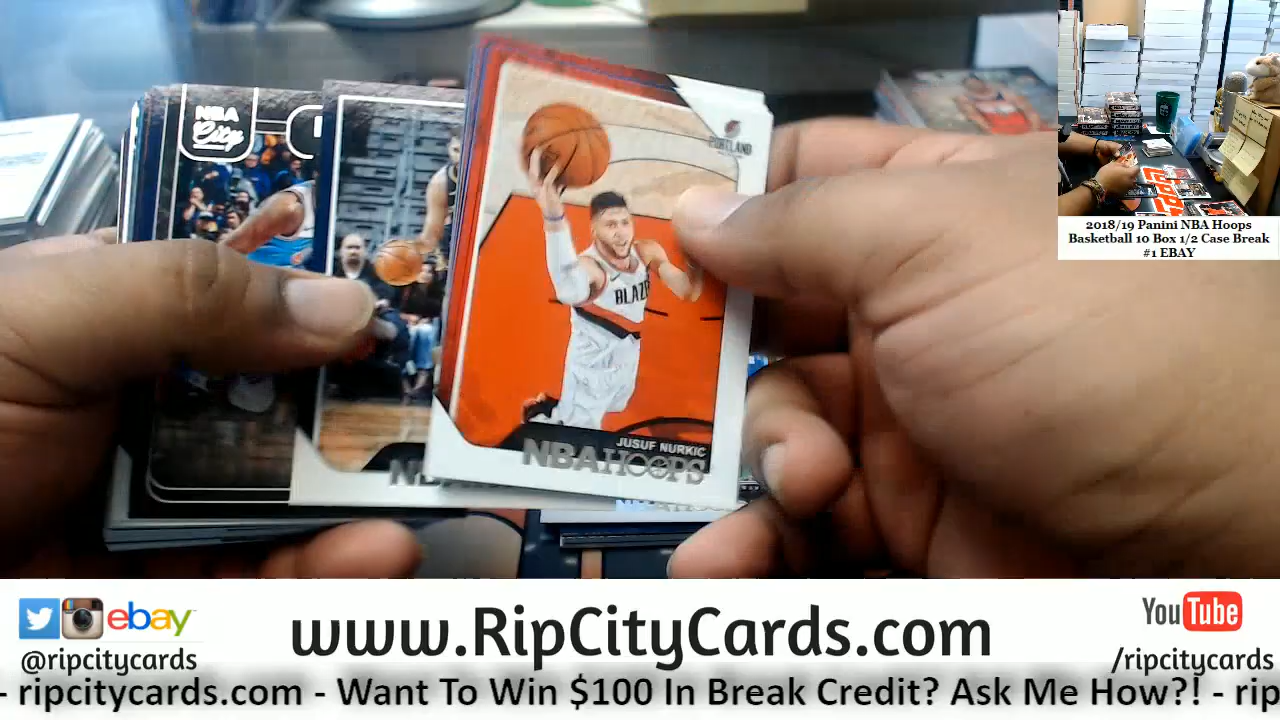 NBA
City
PORTLAND
BLAZ
JUSUF NURKIC
NBA HOOPS
2018/19 Panini NBA Hoops
Basketball 10 Box 1/2 Case Break
#1 EBAY
ebay
@ripcitycards
www.RipCityCards.com
YouTube
/ripcitycards
- ripcitycards.com - Want To Win $100 In Break Credit? Ask Me How?! - rip